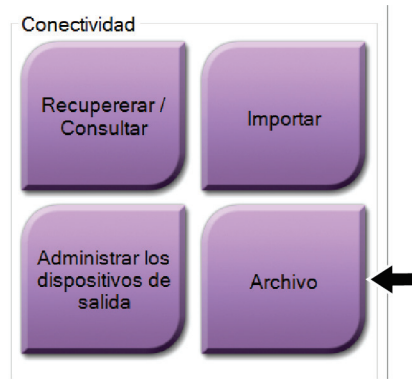 Conectividad
Recupererar /
Consultar
Importar
Administrar los
dispositivos de
salida
Archivo